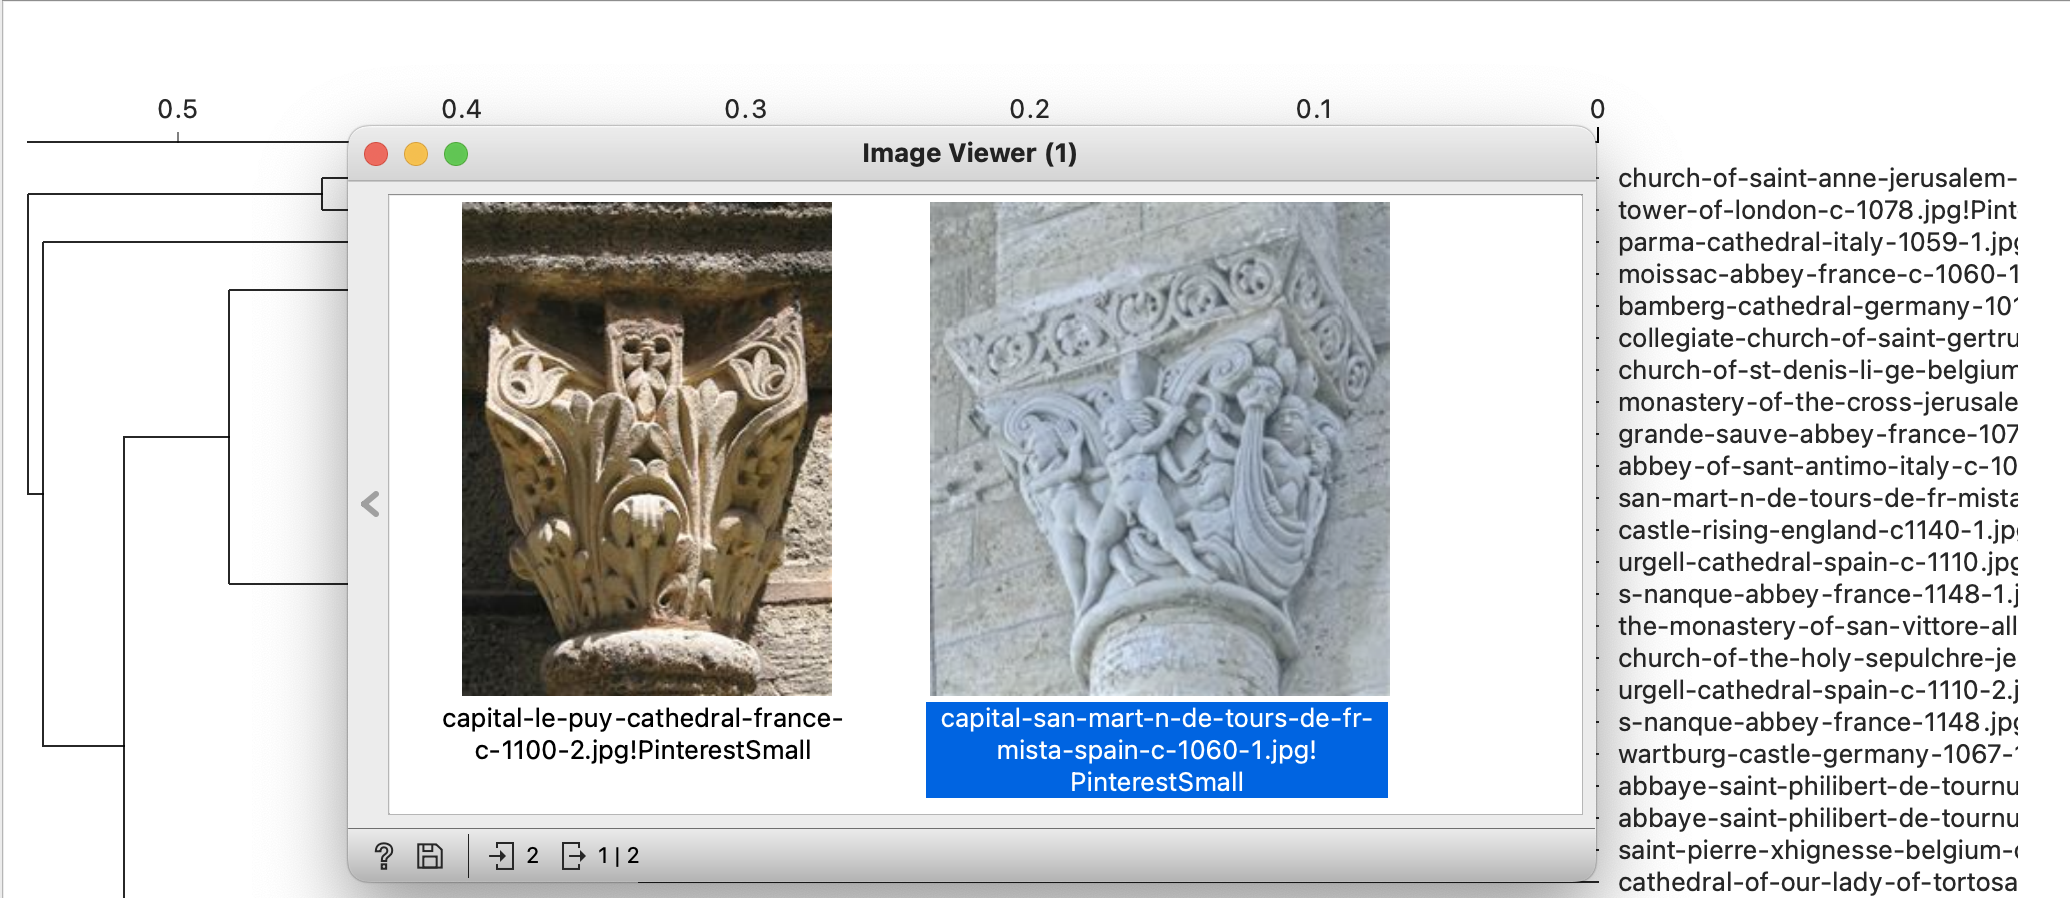 0.5 0.4 0.3 0.2 0.1 0
Image Viewer (1)
capital-le-puy-cathedral-france-
c-1100-2.jpg!PinterestSmall
capital-san-mart-n-de-tours-de-fr-
mista-spain-c-1060-1.jpg!
PinterestSmall
2
1 | 2
church-of-saint-anne-jerusalem-
tower-of-london-c-1078.jpg!Pint
parma-cathedral-italy-1059-1.jpg
moissac-abbey-france-c-1060-1
bamberg-cathedral-germany-101
collegiate-church-of-saint-gertru
church-of-st-denis-li-ge-belgium
monastery-of-the-cross-jerusale
grande-sauve-abbey-france-107
abbey-of-sant-antimo-italy-c-10
san-mart-n-de-tours-de-fr-mista
castle-rising-england-c1140-1.jpg
urgell-cathedral-spain-c-1110.jpg
s-nanque-abbey-france-1148-1.j
the-monastery-of-san-vittore-all
church-of-the-holy-sepulchre-je
urgell-cathedral-spain-c-1110-2.j
s-nanque-abbey-france-1148.jpg
wartburg-castle-germany-1067-1
abbaye-saint-philibert-de-tournu
abbaye-saint-philibert-de-tournu
saint-pierre-xhignesse-belgium-c
cathedral-of-our-lady-of-tortosa